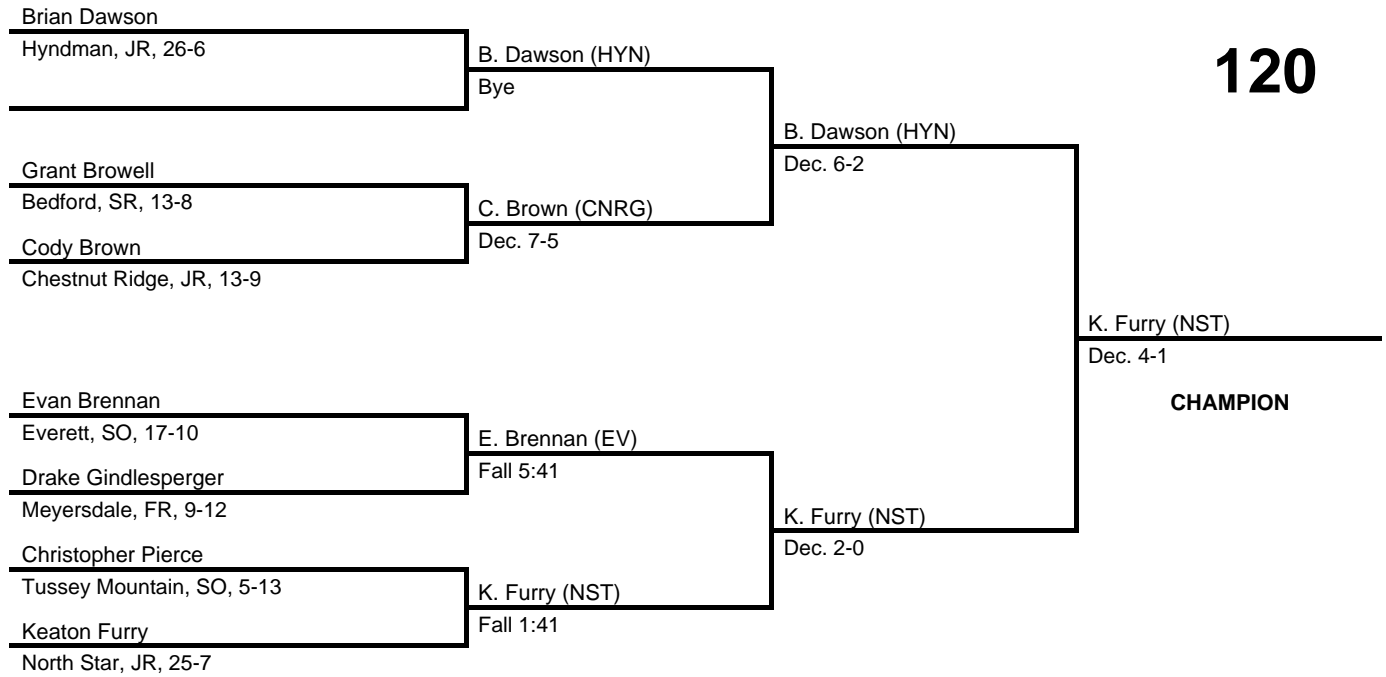 Brian Dawson
Hyndman, JR, 26-6
B. Dawson (HYN)
Bye
120
B. Dawson (HYN)
Dec. 6-2
Grant Browell
Bedford, SR, 13-8
C. Brown (CNRG)
Dec. 7-5
Cody Brown
Chestnut Ridge, JR, 13-9
K. Furry (NST)
Dec. 4-1
CHAMPION
Evan Brennan
Everett, SO, 17-10
E. Brennan (EV)
Fall 5:41
Drake Gindlesperger
Meyersdale, FR, 9-12
K. Furry (NST)
Dec. 2-0
Christopher Pierce
Tussey Mountain, SO, 5-13
K. Furry (NST)
Fall 1:41
Keaton Furry
North Star, JR, 25-7